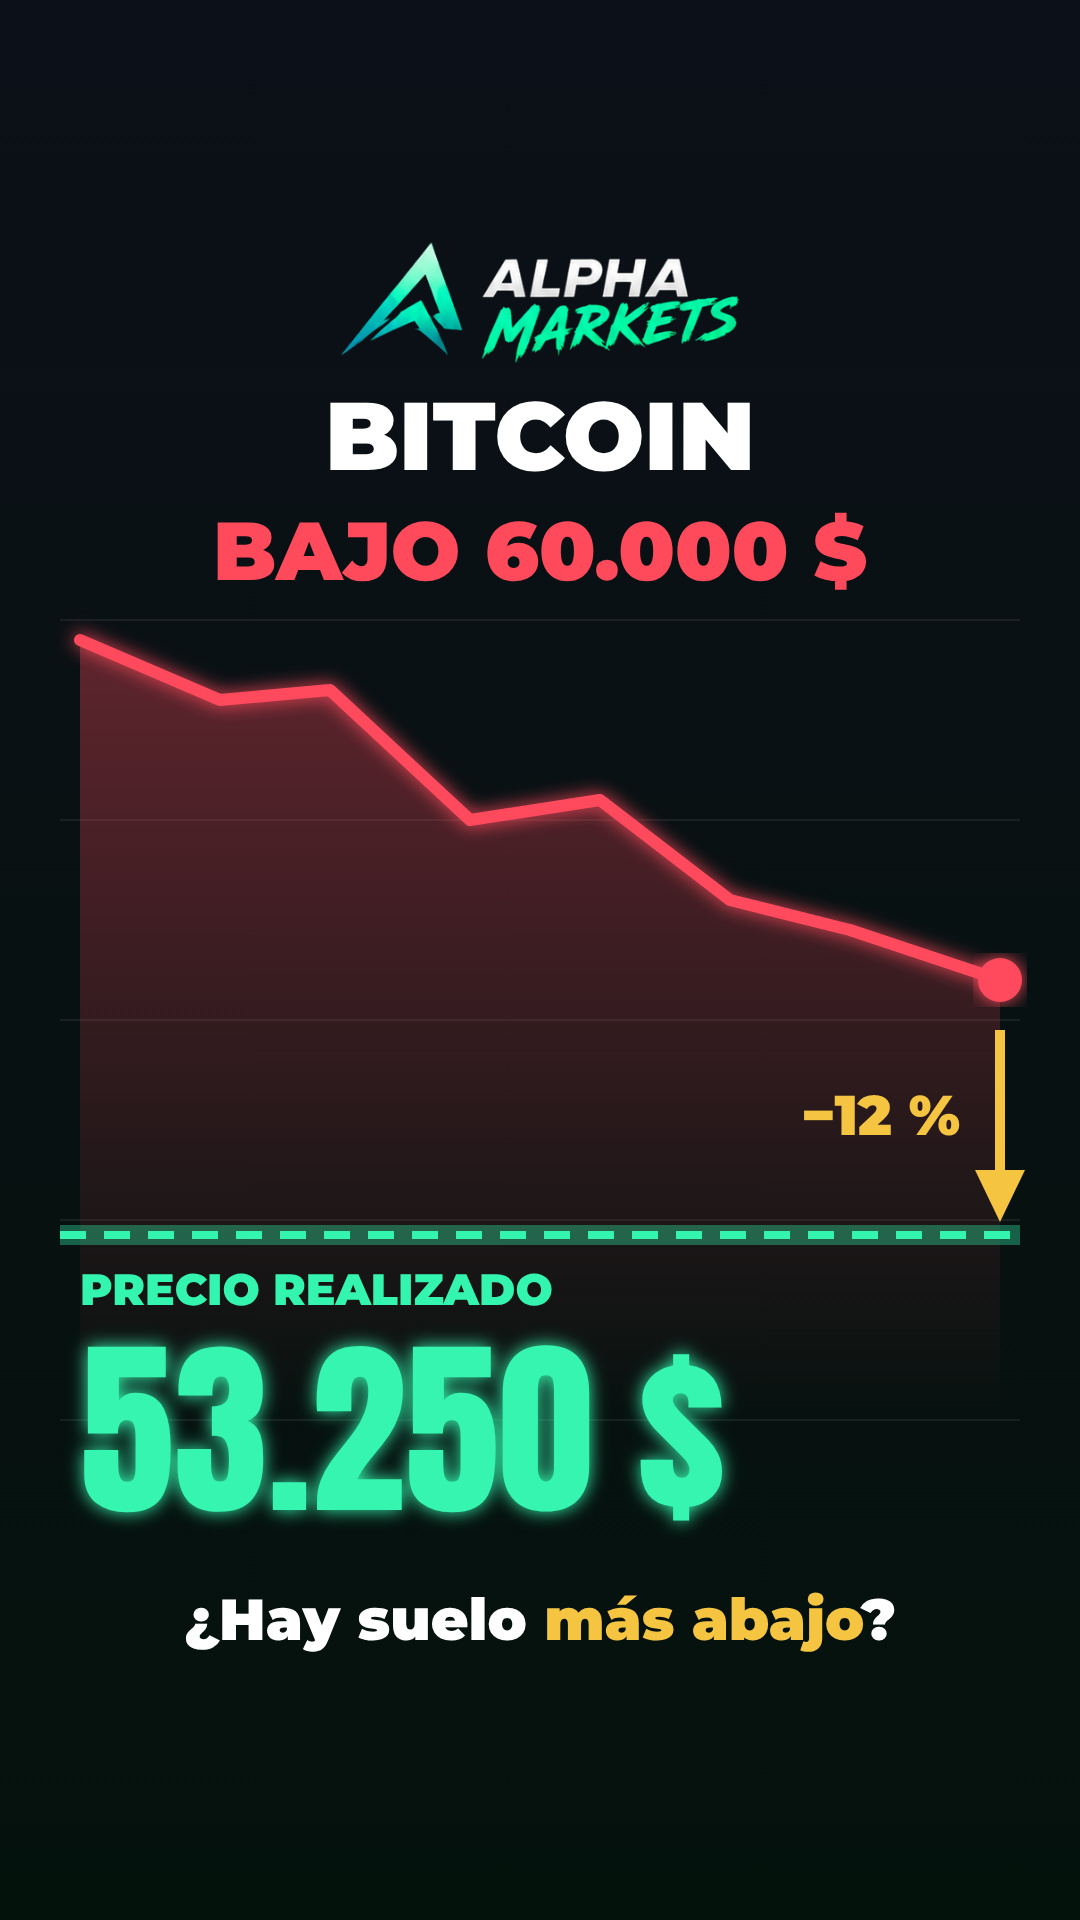 ALPHA
MARKETS
BITCOIN
BAJO 60.000 $
−12 %
PRECIO REALIZADO
53.250 $
¿Hay suelo más abajo?